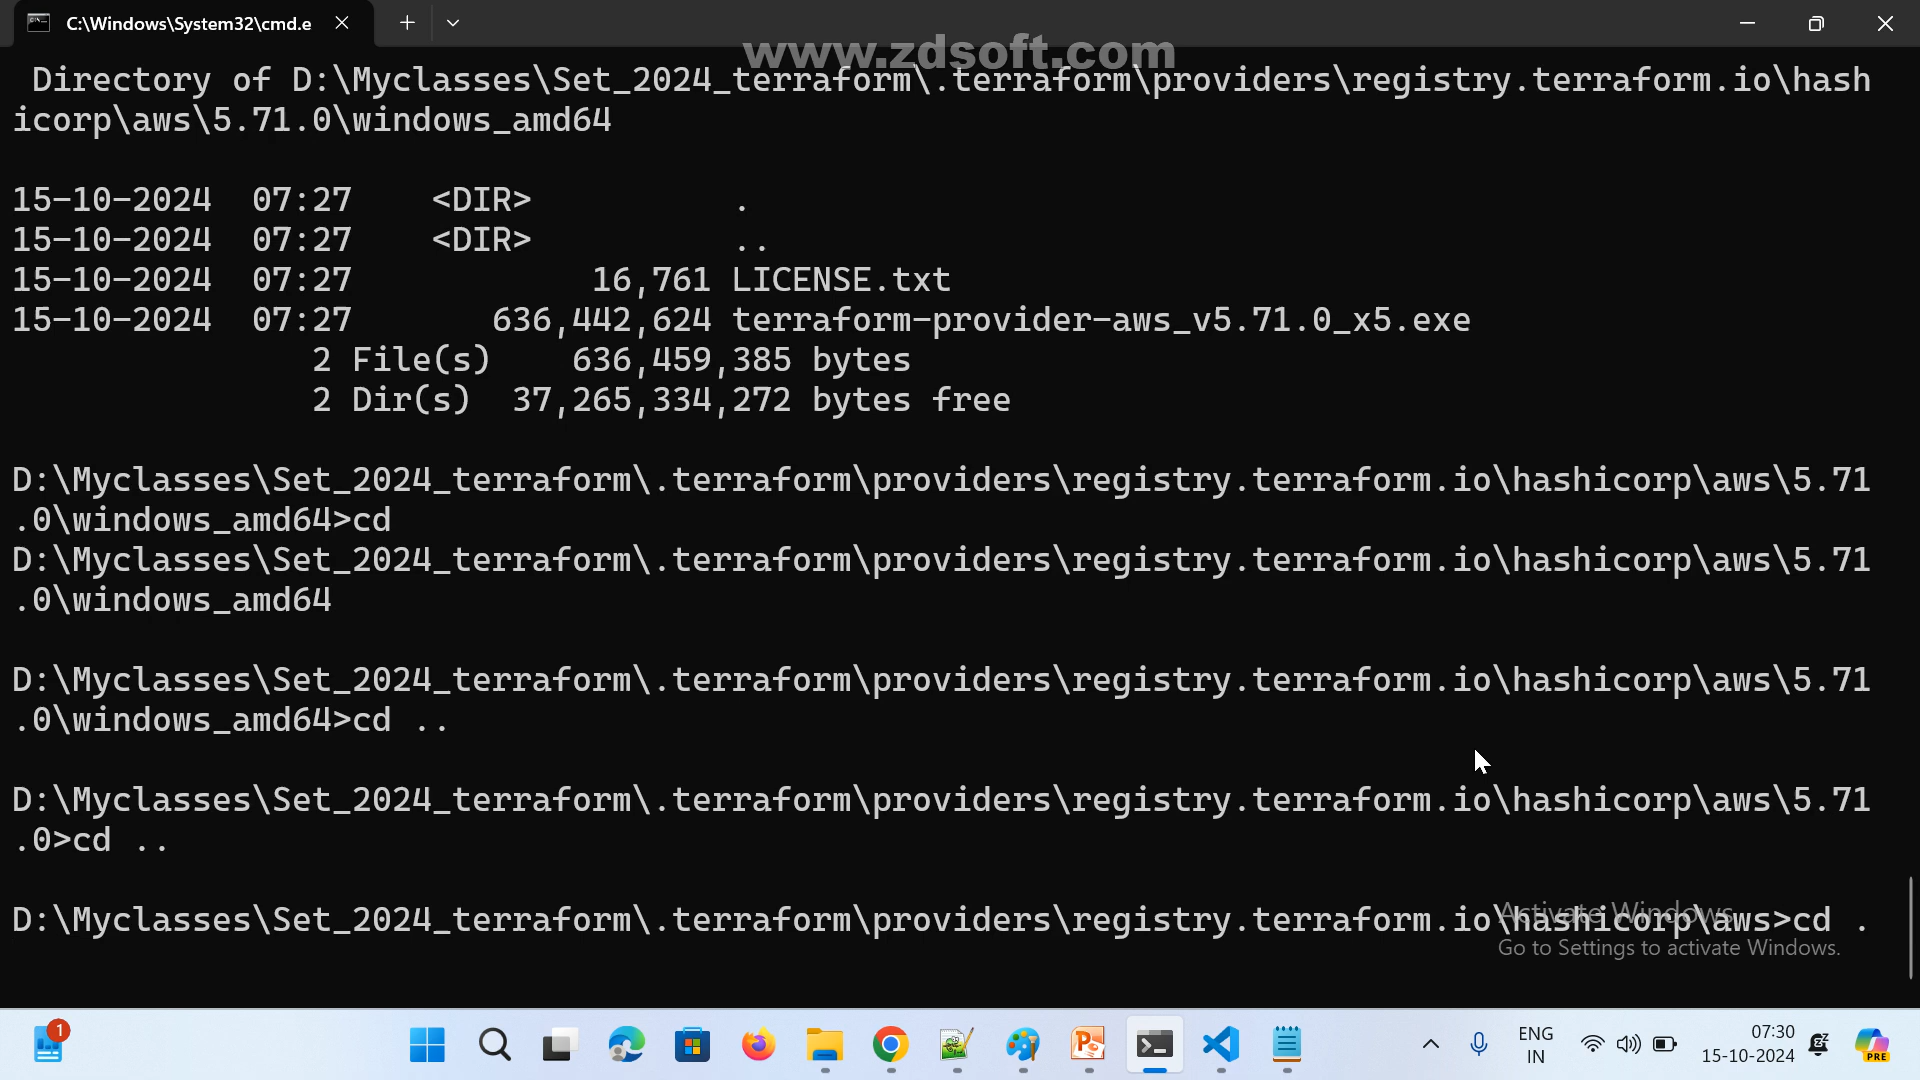 C:\Windows\System32\cmd.e
www.zdsoft.com
Directory of D:\Myclasses\Set_2024_terraform\.terraform\providers\registry.terraform.io\hash
icorp\aws\5.71.0\windows_amd64
15-10-2024  07:27    <DIR>          .
15-10-2024  07:27    <DIR>          ..
15-10-2024  07:27            16,761 LICENSE.txt
15-10-2024  07:27       636,442,624 terraform-provider-aws_v5.71.0_x5.exe
2 File(s)    636,459,385 bytes
2 Dir(s)  37,265,334,272 bytes free
D:\Myclasses\Set_2024_terraform\.terraform\providers\registry.terraform.io\hashicorp\aws\5.71
.0\windows_amd64>cd
D:\Myclasses\Set_2024_terraform\.terraform\providers\registry.terraform.io\hashicorp\aws\5.71
.0\windows_amd64
D:\Myclasses\Set_2024_terraform\.terraform\providers\registry.terraform.io\hashicorp\aws\5.71
.0\windows_amd64>cd ..
D:\Myclasses\Set_2024_terraform\.terraform\providers\registry.terraform.io\hashicorp\aws\5.71
.0>cd ..
D:\Myclasses\Set_2024_terraform\.terraform\providers\registry.terraform.io\hashicorp\aws>cd .
Activate Windows
Go to Settings to activate Windows.
1
ENG
IN
07:30
15-10-2024
PRE